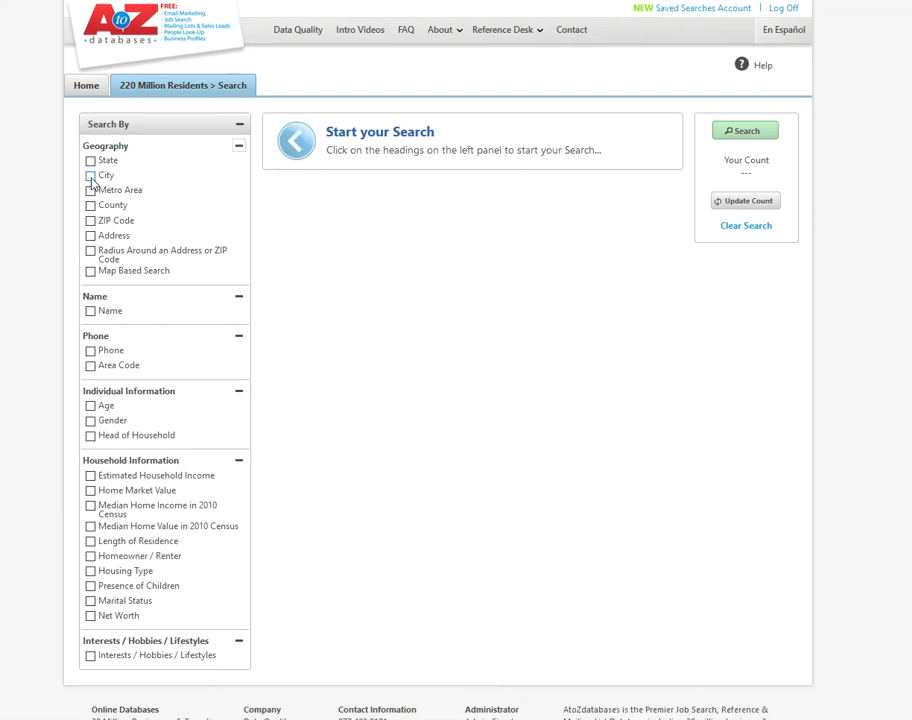 AtoZ
databases
FREE:
- Email Marketing
- Job Search
- Mailing Lists & Sales Leads
- People Look-Up
- Business Profiles
NEW Saved Searches Account | Log Off
Data Quality Intro Videos FAQ About Reference Desk Contact En Español
? Help
Home 220 Million Residents > Search
Search By
Geography
State
City
Metro Area
County
ZIP Code
Address
Radius Around an Address or ZIP
Code
Map Based Search
Name
Name
Phone
Phone
Area Code
Individual Information
Age
Gender
Head of Household
Household Information
Estimated Household Income
Home Market Value
Median Home Income in 2010
Census
Median Home Value in 2010 Census
Length of Residence
Homeowner / Renter
Housing Type
Presence of Children
Marital Status
Net Worth
Interests / Hobbies / Lifestyles
Interests / Hobbies / Lifestyles
Start your Search
Click on the headings on the left panel to start your Search...
Search
Your Count
---
Update Count
Clear Search
Online Databases Company Contact Information Administrator AtoZdatabases is the Premier Job Search, Reference &